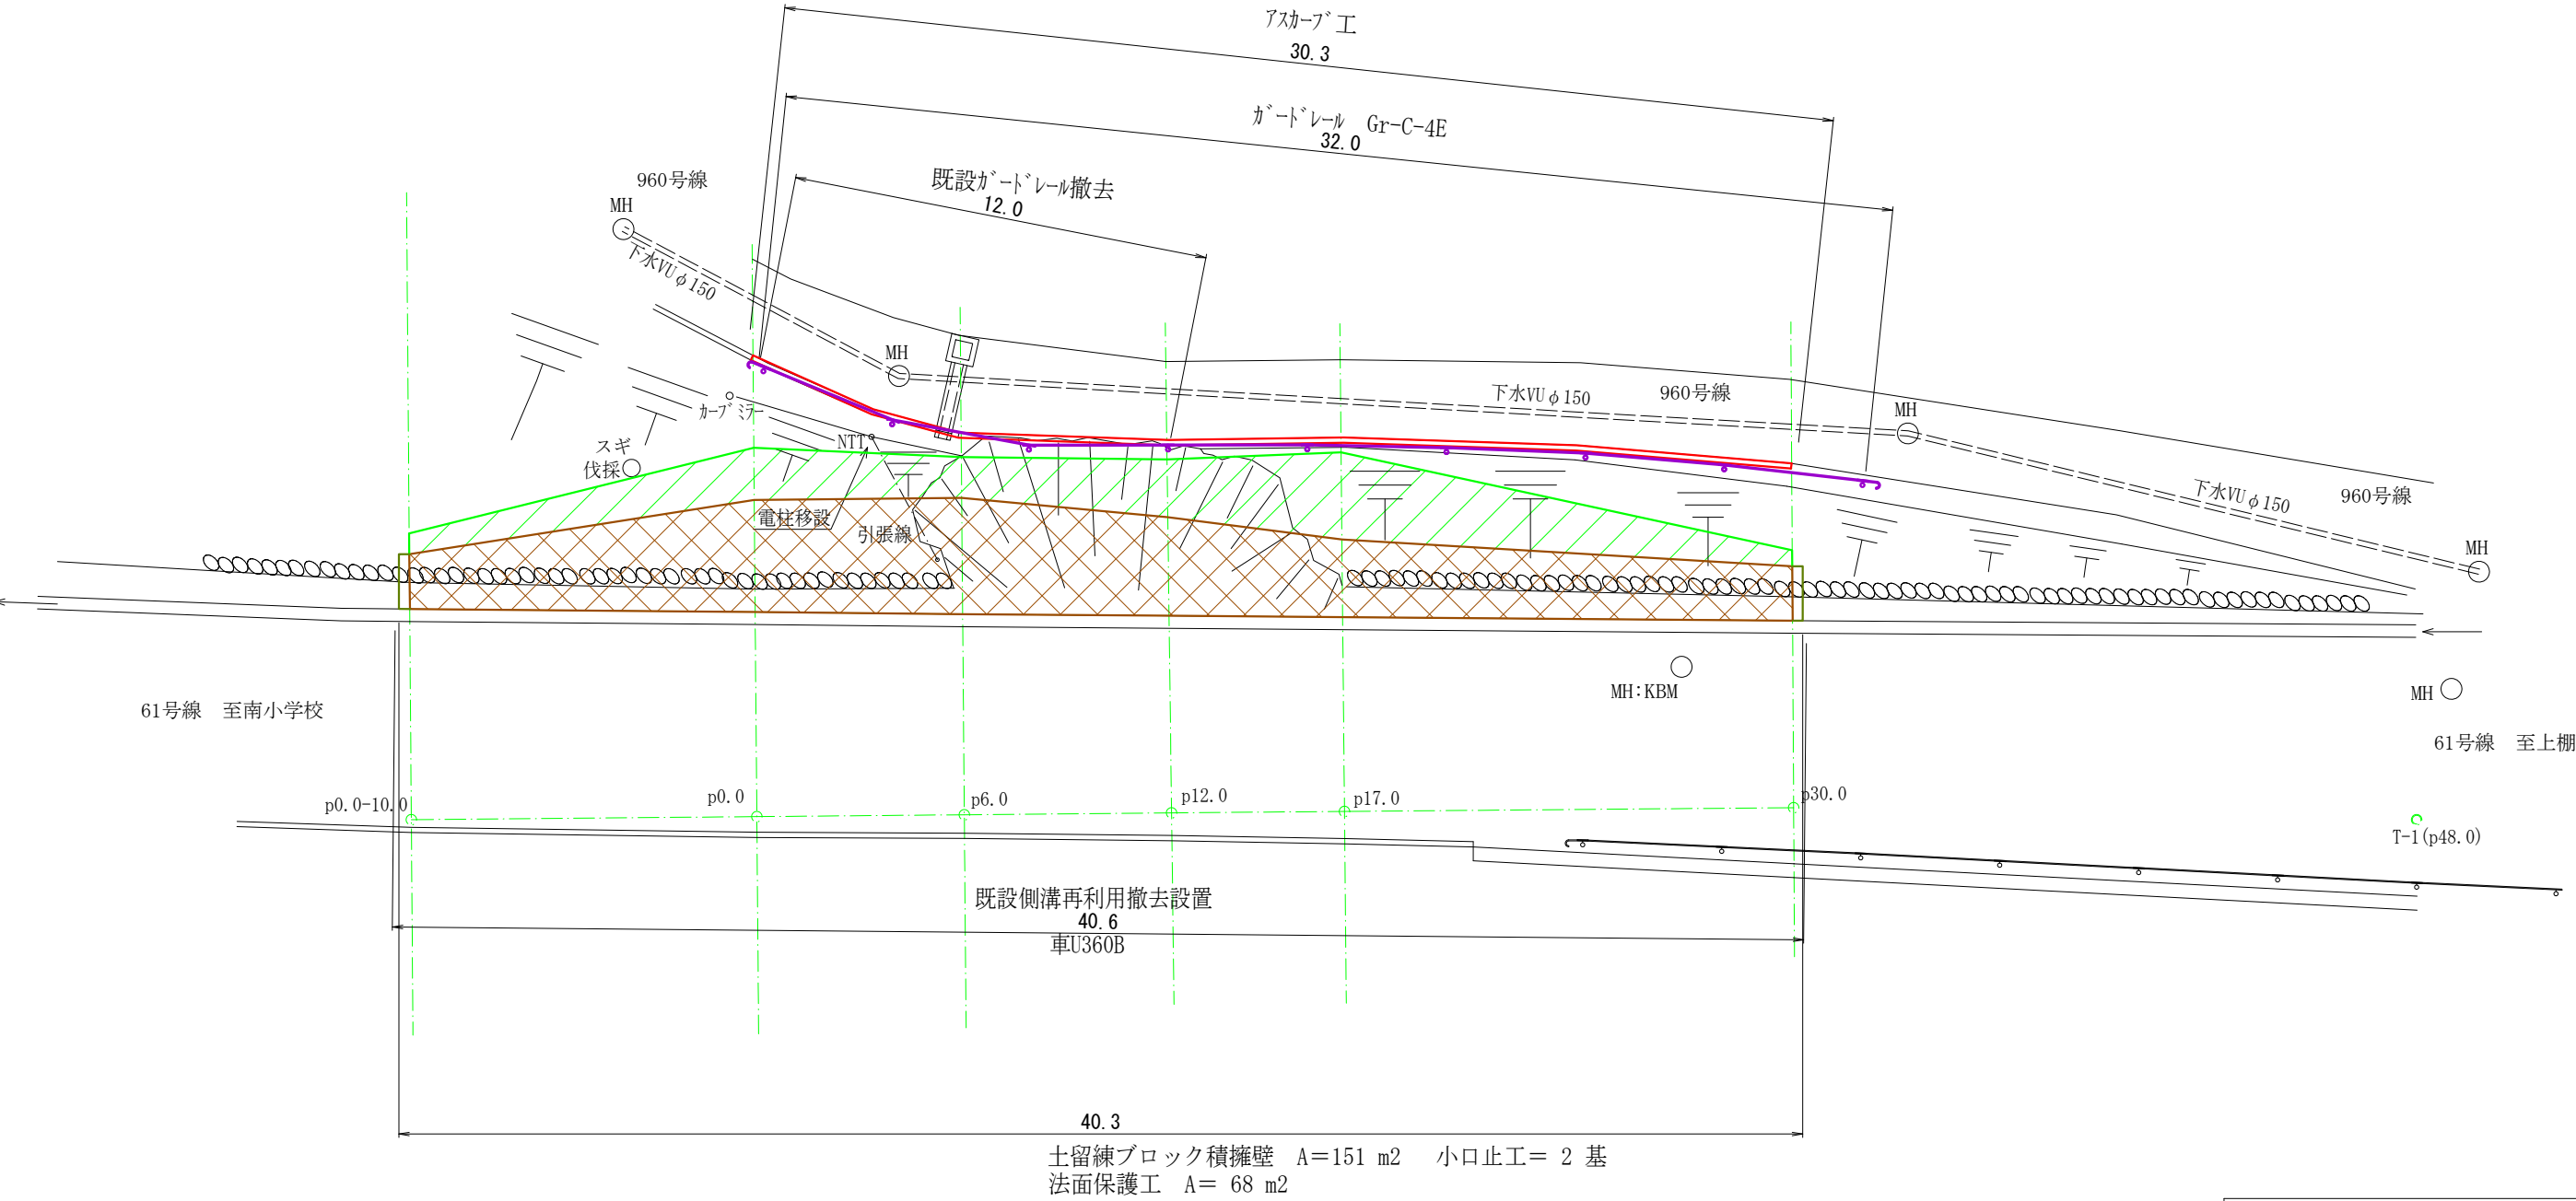 アスカーブ工
30.3
ガードレール　Gr-C-4E
32.0
既設ガードレール撤去
12.0
960号線
MH
下水VUφ150
MH
カーブミラー
NTT
スギ
伐採
電柱移設
引張線
下水VUφ150
960号線
MH
下水VUφ150
960号線
MH
MH:KBM
MH
61号線　至南小学校
61号線　至上棚
p0.0-10.0
p0.0
p6.0
p12.0
p17.0
p30.0
T-1(p48.0)
既設側溝再利用撤去設置
40.6
車U360B
40.3
土留練ブロック積擁壁　A＝151 m2　小口止工＝ 2 基
法面保護工　A＝ 68 m2